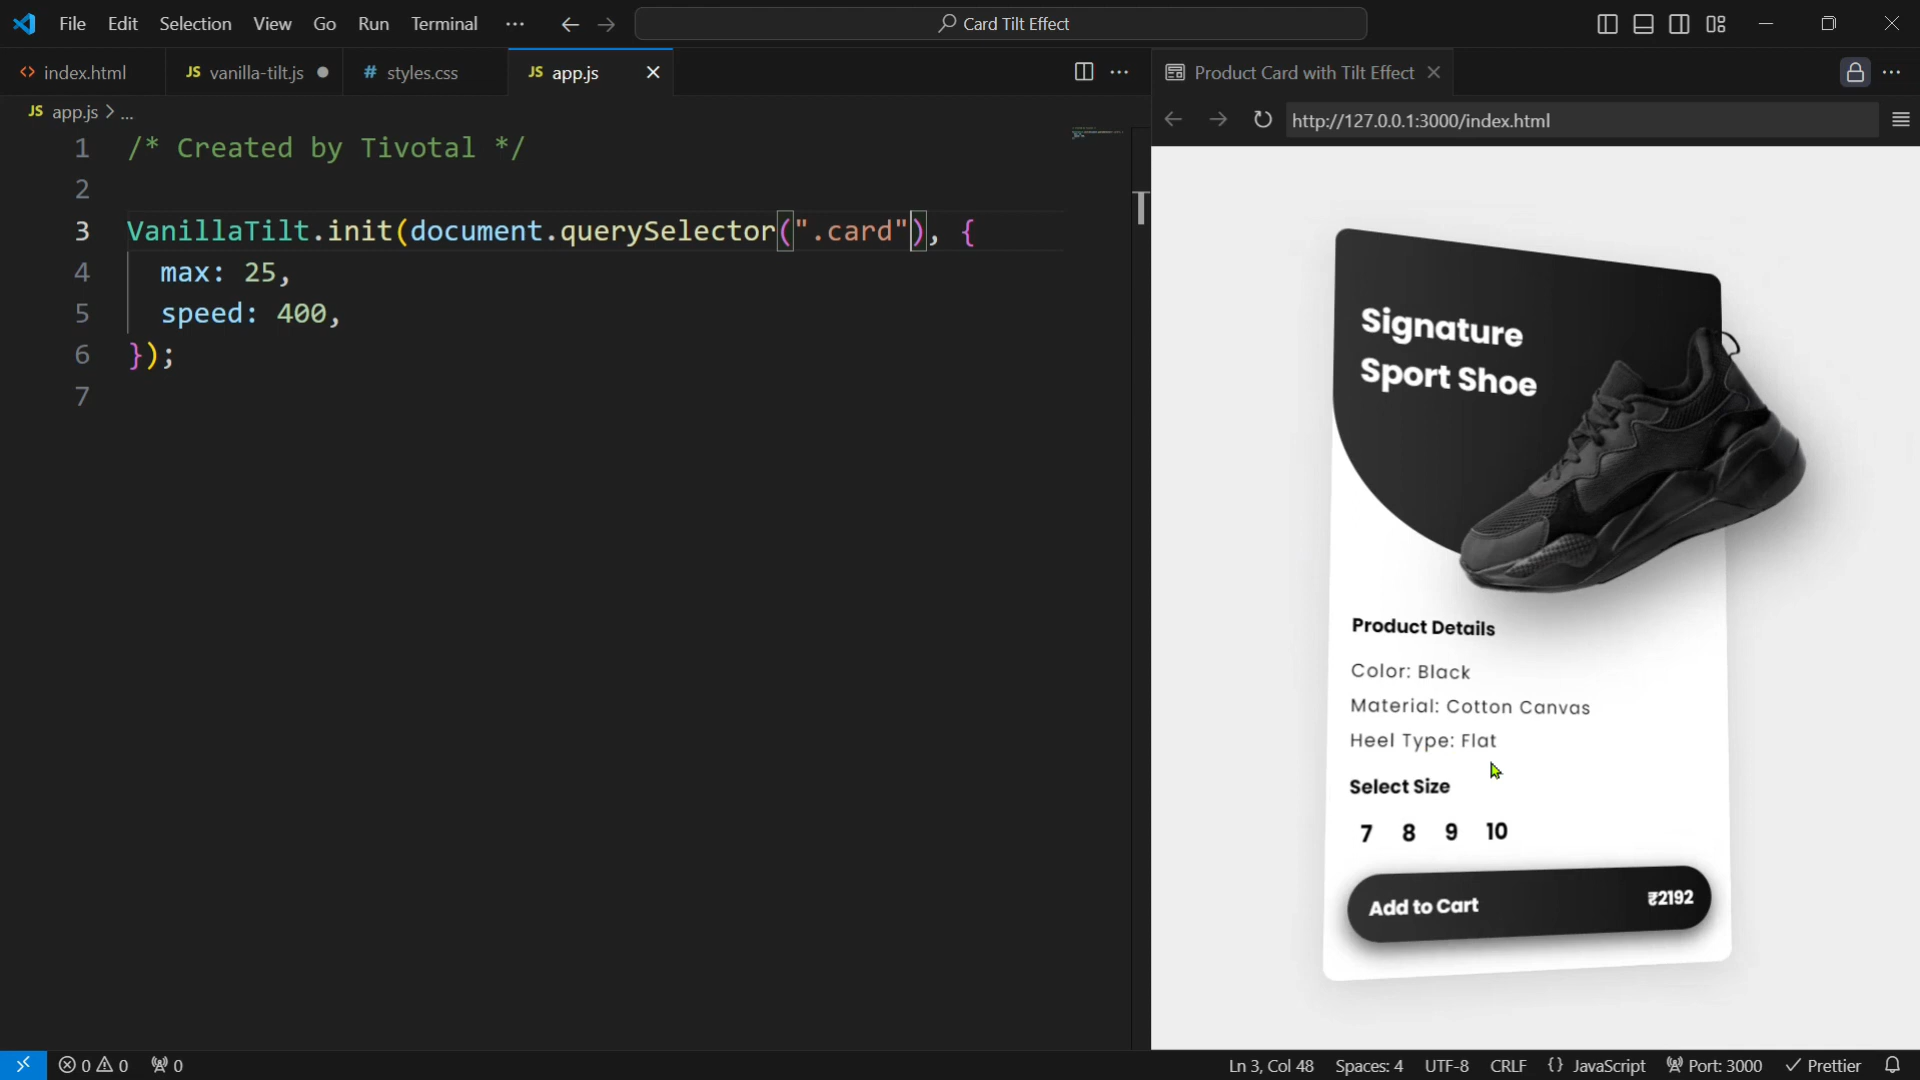 File Edit Selection View Go Run Terminal ···
Card Tilt Effect
index.html
JS vanilla-tilt.js
# styles.css
JS app.js
Product Card with Tilt Effect
JS app.js > ...
http://127.0.0.1:3000/index.html
1 /* Created by Tivotal */
2
3 VanillaTilt.init(document.querySelector(".card"), {
4 max: 25,
5 speed: 400,
6 });
7
Signature
Sport Shoe
Product Details
Color: Black
Material: Cotton Canvas
Heel Type: Flat
Select Size
7 8 9 10
Add to Cart ₹2192
0 0 0
Ln 3, Col 48 Spaces: 4 UTF-8 CRLF {} JavaScript Port: 3000 Prettier